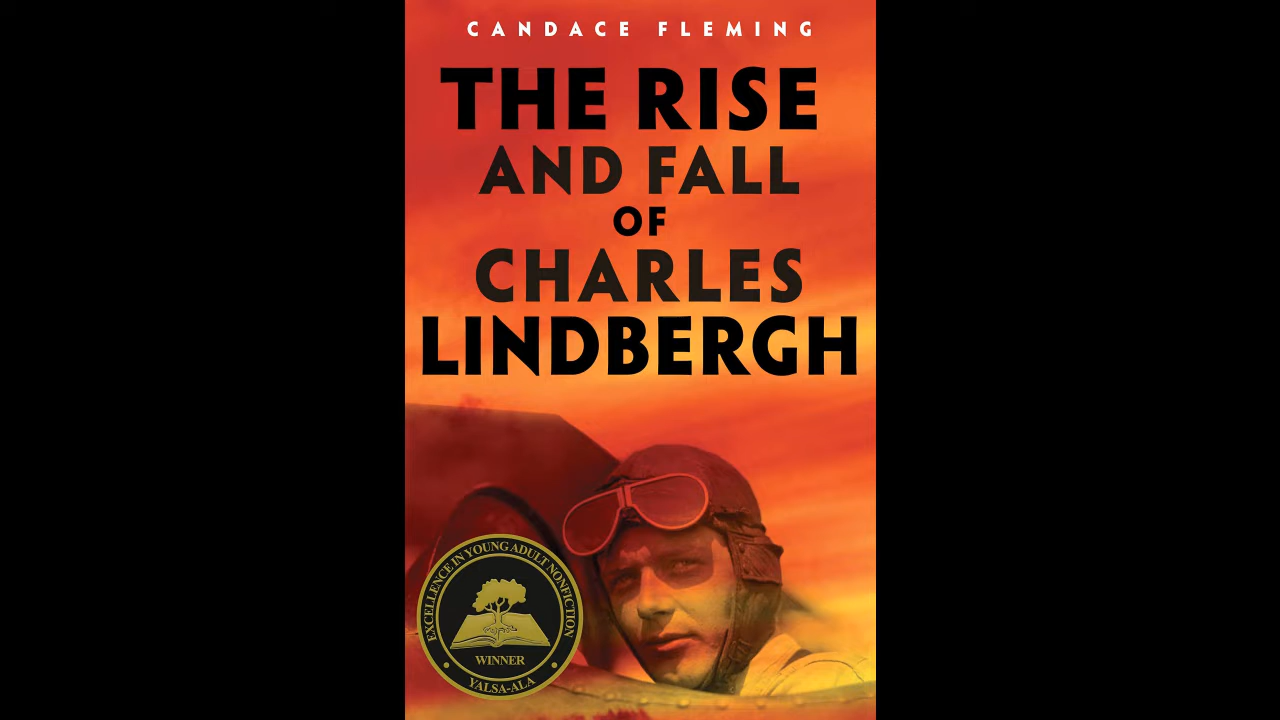 CANDACE FLEMING
THE RISE
AND FALL
OF
CHARLES
LINDBERGH
EXCELLENCE IN YOUNG ADULT NONFICTION
WINNER
YALSA-ALA